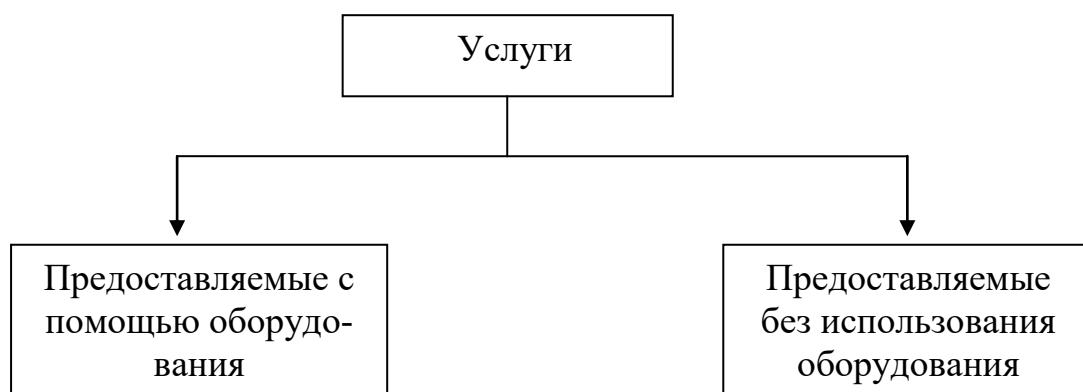 Услуги
Предоставляемые с
помощью оборудо-
вания
Предоставляемые
без использования
оборудования